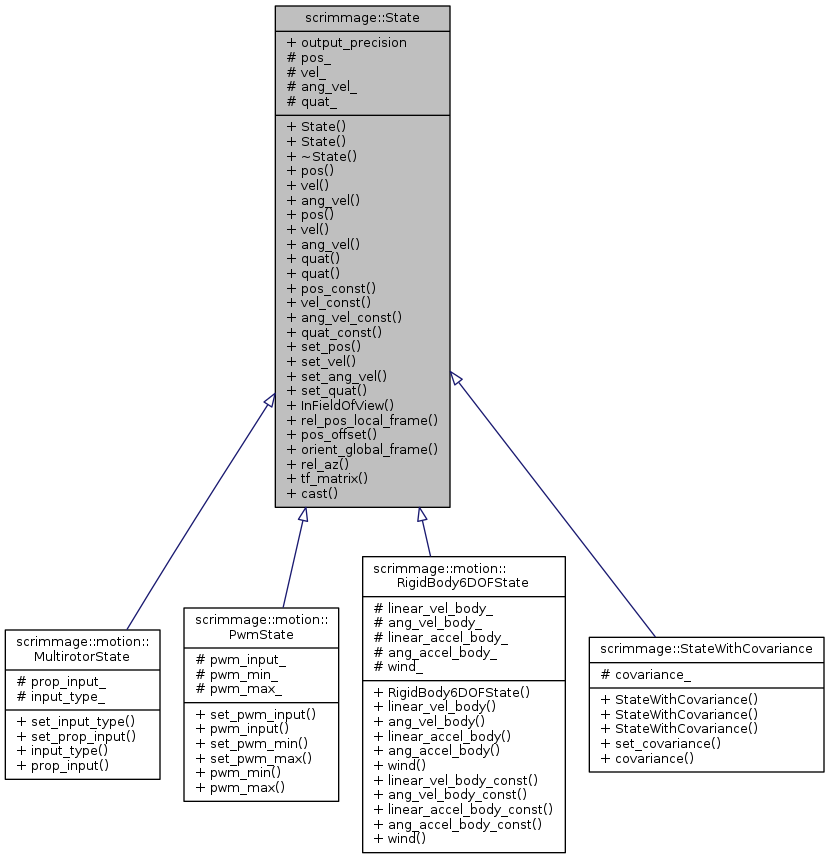 scrimmage::State
+ output_precision
# pos_
# vel_
# ang_vel_
# quat_
+ State()
+ State()
+ ~State()
+ pos()
+ vel()
+ ang_vel()
+ pos()
+ vel()
+ ang_vel()
+ quat()
+ quat()
+ pos_const()
+ vel_const()
+ ang_vel_const()
+ quat_const()
+ set_pos()
+ set_vel()
+ set_ang_vel()
+ set_quat()
+ InFieldOfView()
+ rel_pos_local_frame()
+ pos_offset()
+ orient_global_frame()
+ rel_az()
+ tf_matrix()
+ cast()
scrimmage::motion::
MultirotorState
# prop_input_
# input_type_
+ set_input_type()
+ set_prop_input()
+ input_type()
+ prop_input()
scrimmage::motion::
PwmState
# pwm_input_
# pwm_min_
# pwm_max_
+ set_pwm_input()
+ pwm_input()
+ set_pwm_min()
+ set_pwm_max()
+ pwm_min()
+ pwm_max()
scrimmage::motion::
RigidBody6DOFState
# linear_vel_body_
# ang_vel_body_
# linear_accel_body_
# ang_accel_body_
# wind_
+ RigidBody6DOFState()
+ linear_vel_body()
+ ang_vel_body()
+ linear_accel_body()
+ ang_accel_body()
+ wind()
+ linear_vel_body_const()
+ ang_vel_body_const()
+ linear_accel_body_const()
+ ang_accel_body_const()
+ wind()
scrimmage::StateWithCovariance
# covariance_
+ StateWithCovariance()
+ StateWithCovariance()
+ StateWithCovariance()
+ set_covariance()
+ covariance()